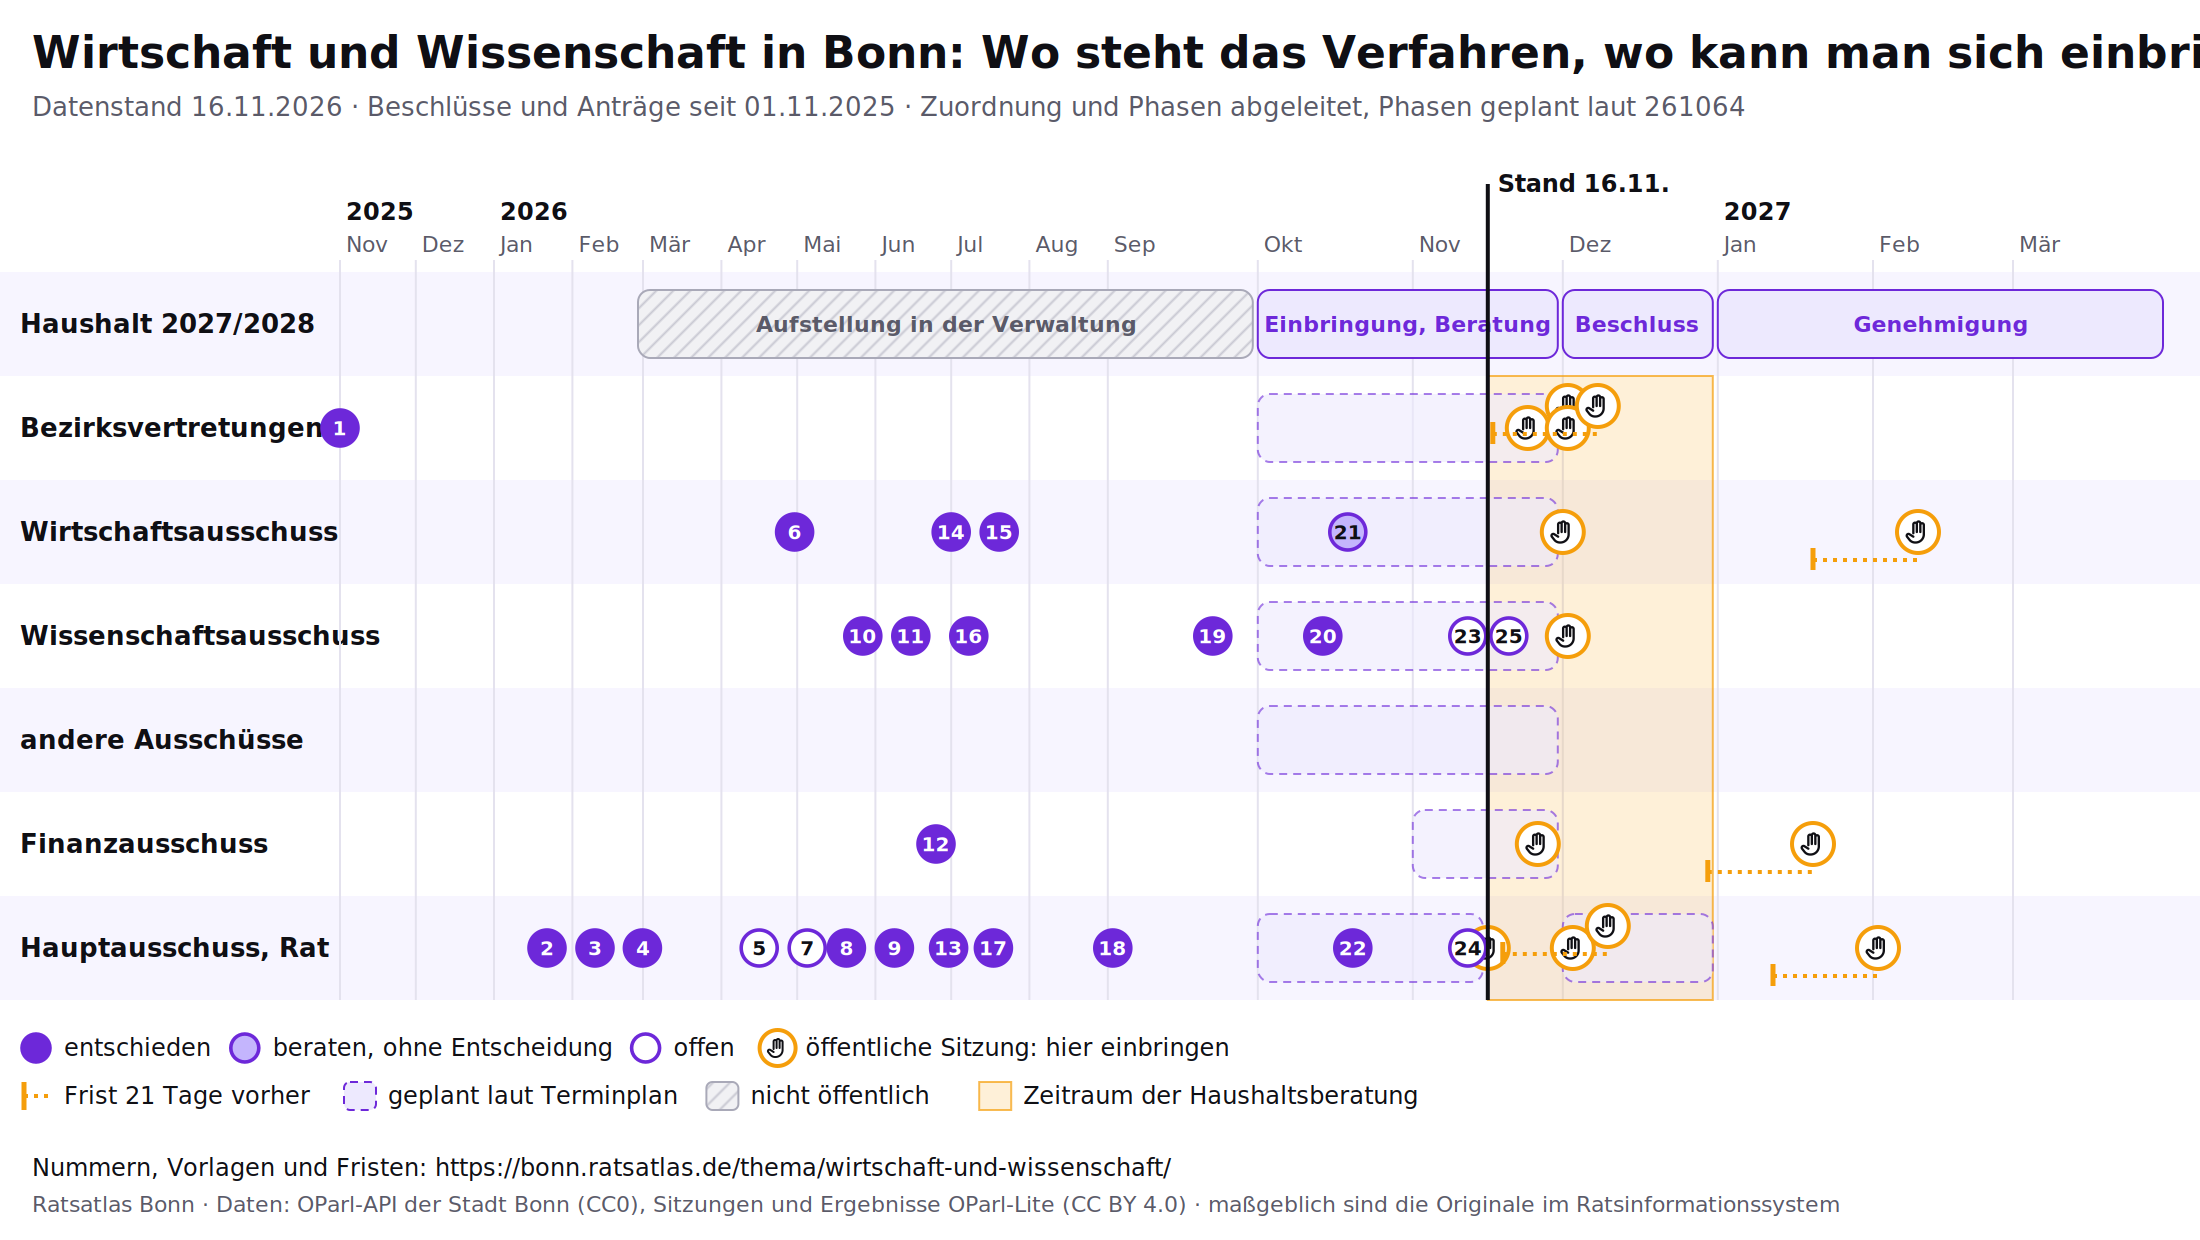 Wirtschaft und Wissenschaft in Bonn: Wo steht das Verfahren, wo kann man sich einbri
Datenstand 16.11.2026 · Beschlüsse und Anträge seit 01.11.2025 · Zuordnung und Phasen abgeleitet, Phasen geplant laut 261064
Stand 16.11.
2025 2026 2027
Nov Dez Jan Feb Mär Apr Mai Jun Jul Aug Sep Okt Nov Dez Jan Feb Mär
Haushalt 2027/2028 Aufstellung in der Verwaltung Einbringung, Beratung Beschluss Genehmigung
Bezirksvertretungen 1
Wirtschaftsausschuss 6 14 15 21
Wissenschaftsausschuss 10 11 16 19 20 23 25
andere Ausschüsse
Finanzausschuss 12
Hauptausschuss, Rat 2 3 4 5 7 8 9 13 17 18 22 24
entschieden beraten, ohne Entscheidung offen öffentliche Sitzung: hier einbringen
Frist 21 Tage vorher geplant laut Terminplan nicht öffentlich Zeitraum der Haushaltsberatung
Nummern, Vorlagen und Fristen: https://bonn.ratsatlas.de/thema/wirtschaft-und-wissenschaft/
Ratsatlas Bonn · Daten: OParl-API der Stadt Bonn (CC0), Sitzungen und Ergebnisse OParl-Lite (CC BY 4.0) · maßgeblich sind die Originale im Ratsinformationssystem